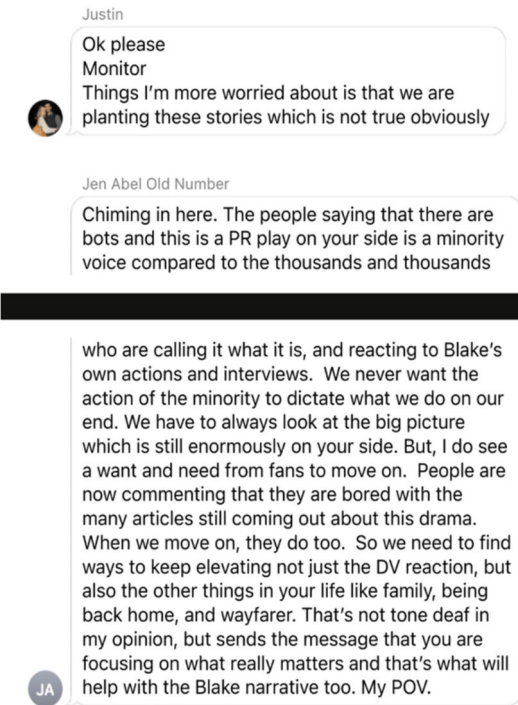 Justin
Ok please
Monitor
Things I'm more worried about is that we are
planting these stories which is not true obviously
Jen Abel Old Number
Chiming in here. The people saying that there are
bots and this is a PR play on your side is a minority
voice compared to the thousands and thousands
who are calling it what it is, and reacting to Blake's
own actions and interviews.  We never want the
action of the minority to dictate what we do on our
end. We have to always look at the big picture
which is still enormously on your side. But, I do see
a want and need from fans to move on.  People are
now commenting that they are bored with the
many articles still coming out about this drama.
When we move on, they do too.  So we need to find
ways to keep elevating not just the DV reaction, but
also the other things in your life like family, being
back home, and wayfarer. That's not tone deaf in
my opinion, but sends the message that you are
focusing on what really matters and that's what will
help with the Blake narrative too. My POV.
JA